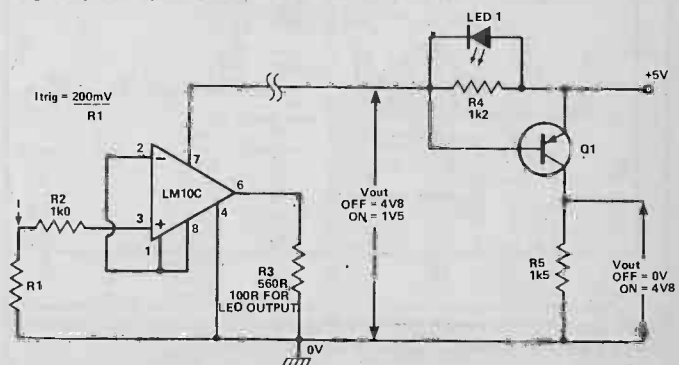 LED 1
+5V
Itrig = 200mV
R1
R4
1k2
2
7
Q1
R2
1k0
LM10C
6
Vout
OFF = 4V8
ON = 1V5
3
4
8
1
R1
R3
560R,
100R FOR
LED OUTPUT
R5
1k5
Vout
OFF = 0V
ON = 4V8
0V